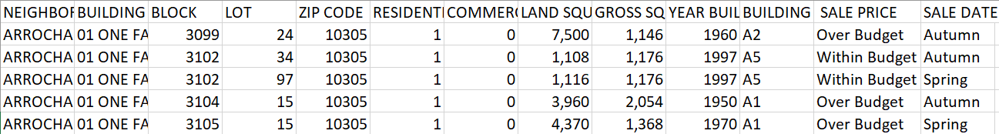 NEIGHBOR BUILDING BLOCK LOT ZIP CODE RESIDENTI COMMERC LAND SQU GROSS SQ YEAR BUIL BUILDING SALE PRICE SALE DATE
ARROCHA 01 ONE FA 3099 24 10305 1 0 7,500 1,146 1960 A2 Over Budget Autumn
ARROCHA 01 ONE FA 3102 34 10305 1 0 1,108 1,176 1997 A5 Within Budget Autumn
ARROCHA 01 ONE FA 3102 97 10305 1 0 1,116 1,176 1997 A5 Within Budget Spring
ARROCHA 01 ONE FA 3104 15 10305 1 0 3,960 2,054 1950 A1 Over Budget Autumn
ARROCHA 01 ONE FA 3105 15 10305 1 0 4,370 1,368 1970 A1 Over Budget Spring